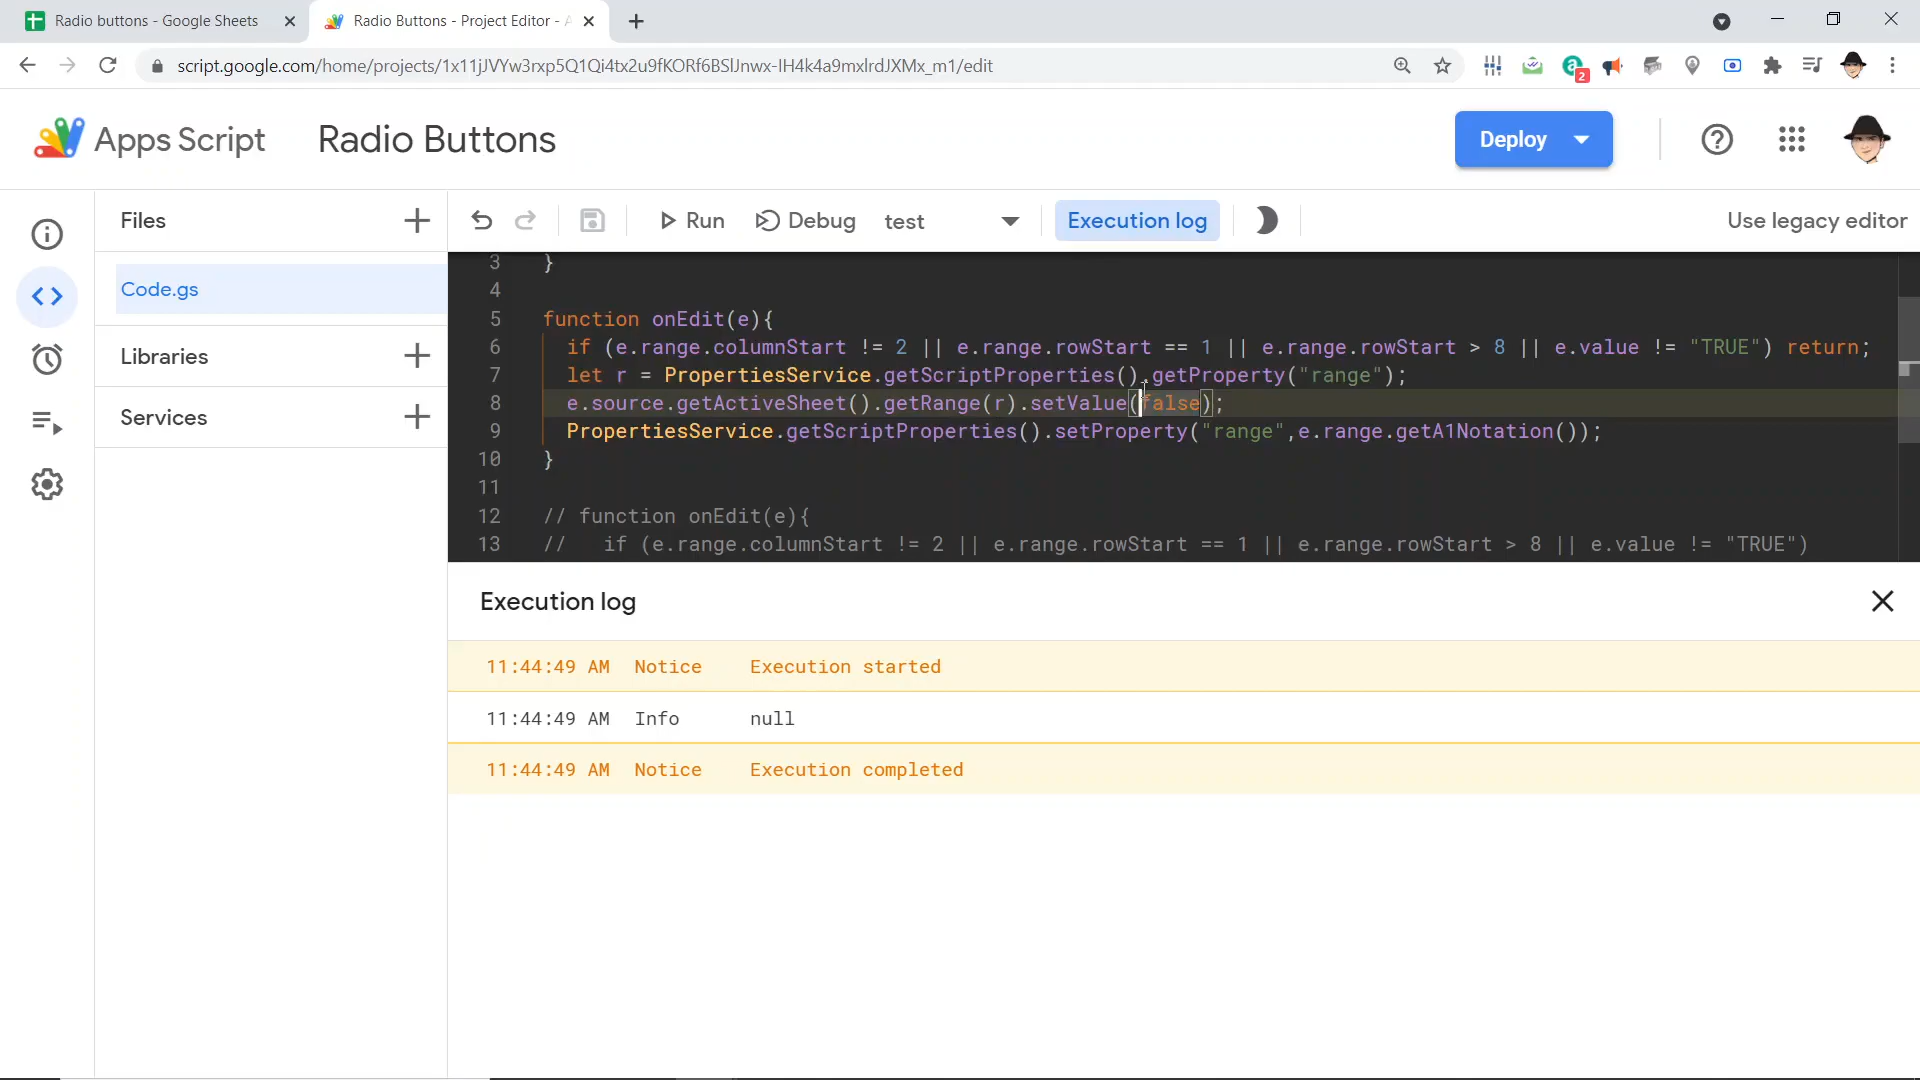 Radio buttons - Google Sheets
Radio Buttons - Project Editor - A
script.google.com/home/projects/1x11jJVYw3rxp5Q1Qi4tx2u9fKORf6BSlJnwx-IH4k4a9mxlrdJXMx_m1/edit
2
Apps Script
Radio Buttons
Deploy
Files
Run
Debug
test
Execution log
Use legacy editor
Code.gs
Libraries
Services
3 }
4
5 function onEdit(e){
6 if (e.range.columnStart != 2 || e.range.rowStart == 1 || e.range.rowStart > 8 || e.value != "TRUE") return;
7 let r = PropertiesService.getScriptProperties().getProperty("range");
8 e.source.getActiveSheet().getRange(r).setValue(false);
9 PropertiesService.getScriptProperties().setProperty("range",e.range.getA1Notation());
10 }
11
12 // function onEdit(e){
13 // if (e.range.columnStart != 2 || e.range.rowStart == 1 || e.range.rowStart > 8 || e.value != "TRUE")
Execution log
11:44:49 AM Notice Execution started
11:44:49 AM Info null
11:44:49 AM Notice Execution completed